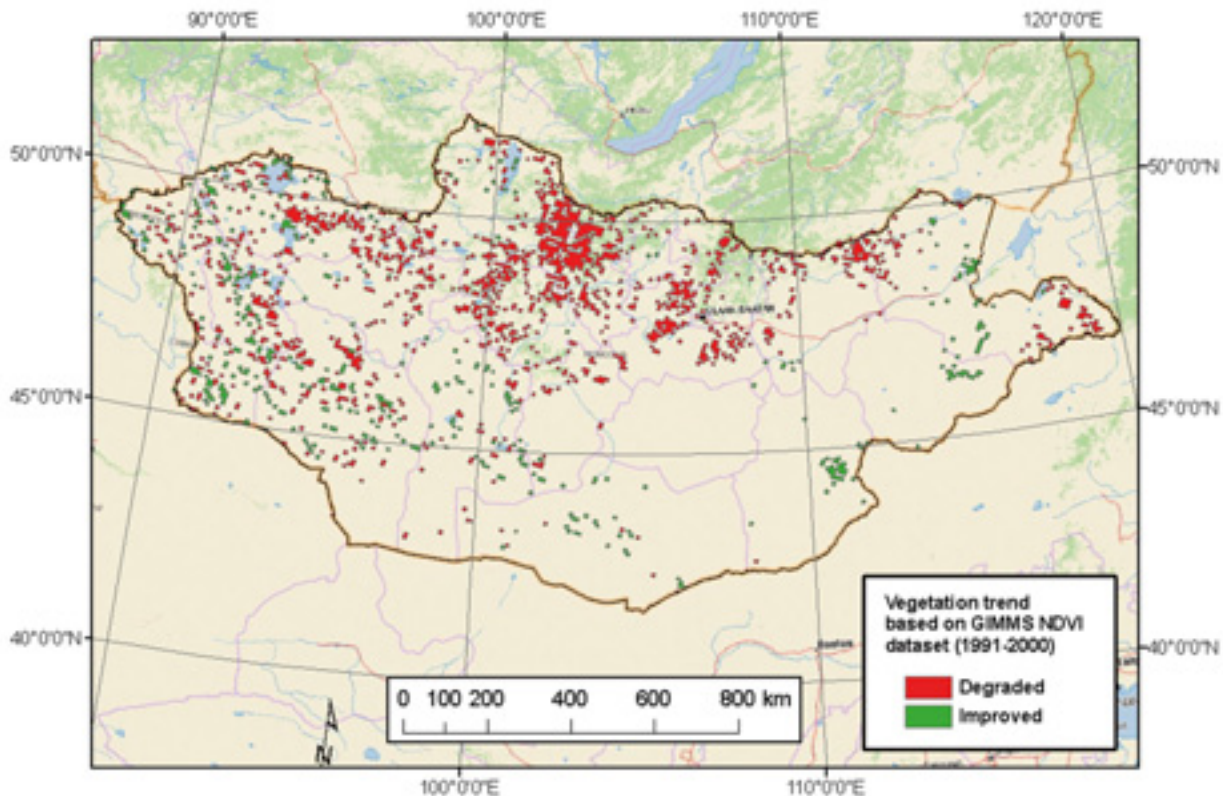 90°0'0"E 100°0'0"E 110°0'0"E 120°0'0"E
50°0'0"N 50°0'0"N
45°0'0"N 45°0'0"N
40°0'0"N 40°0'0"N
Vegetation trend
based on GIMMS NDVI
dataset (1991-2000)
Degraded
Improved
0 100 200 400 600 800 km
N
100°0'0"E 110°0'0"E